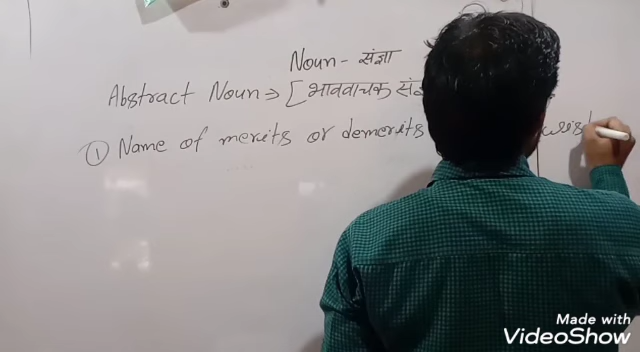 Noun - संज्ञा
Abstract Noun ⇒ [ भाववाचक
① Name of merits or demerits
Made with
VideoShow